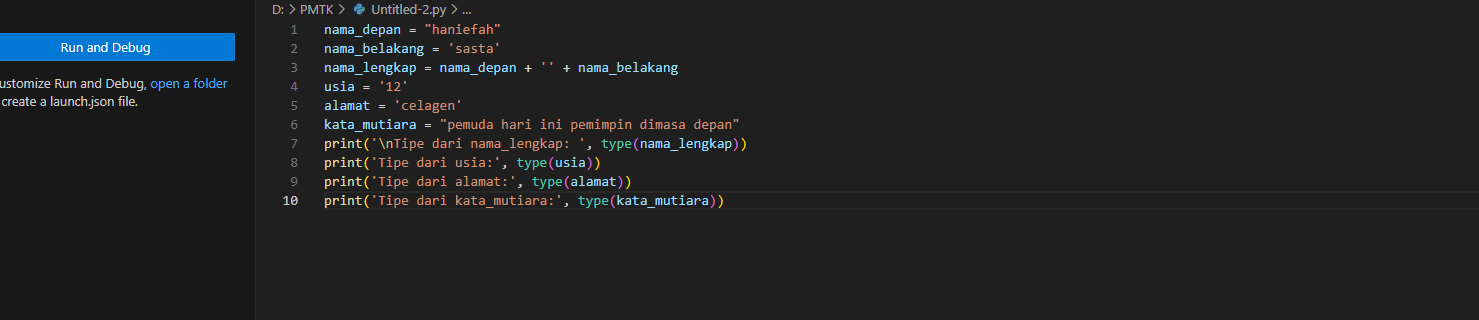 D: > PMTK > Untitled-2.py > ...
Run and Debug
ustomize Run and Debug, open a folder
create a launch.json file.
1 nama_depan = "haniefah"
2 nama_belakang = 'sasta'
3 nama_lengkap = nama_depan + '' + nama_belakang
4 usia = '12'
5 alamat = 'celagen'
6 kata_mutiara = "pemuda hari ini pemimpin dimasa depan"
7 print('\nTipe dari nama_lengkap: ', type(nama_lengkap))
8 print('Tipe dari usia:', type(usia))
9 print('Tipe dari alamat:', type(alamat))
10 print('Tipe dari kata_mutiara:', type(kata_mutiara))